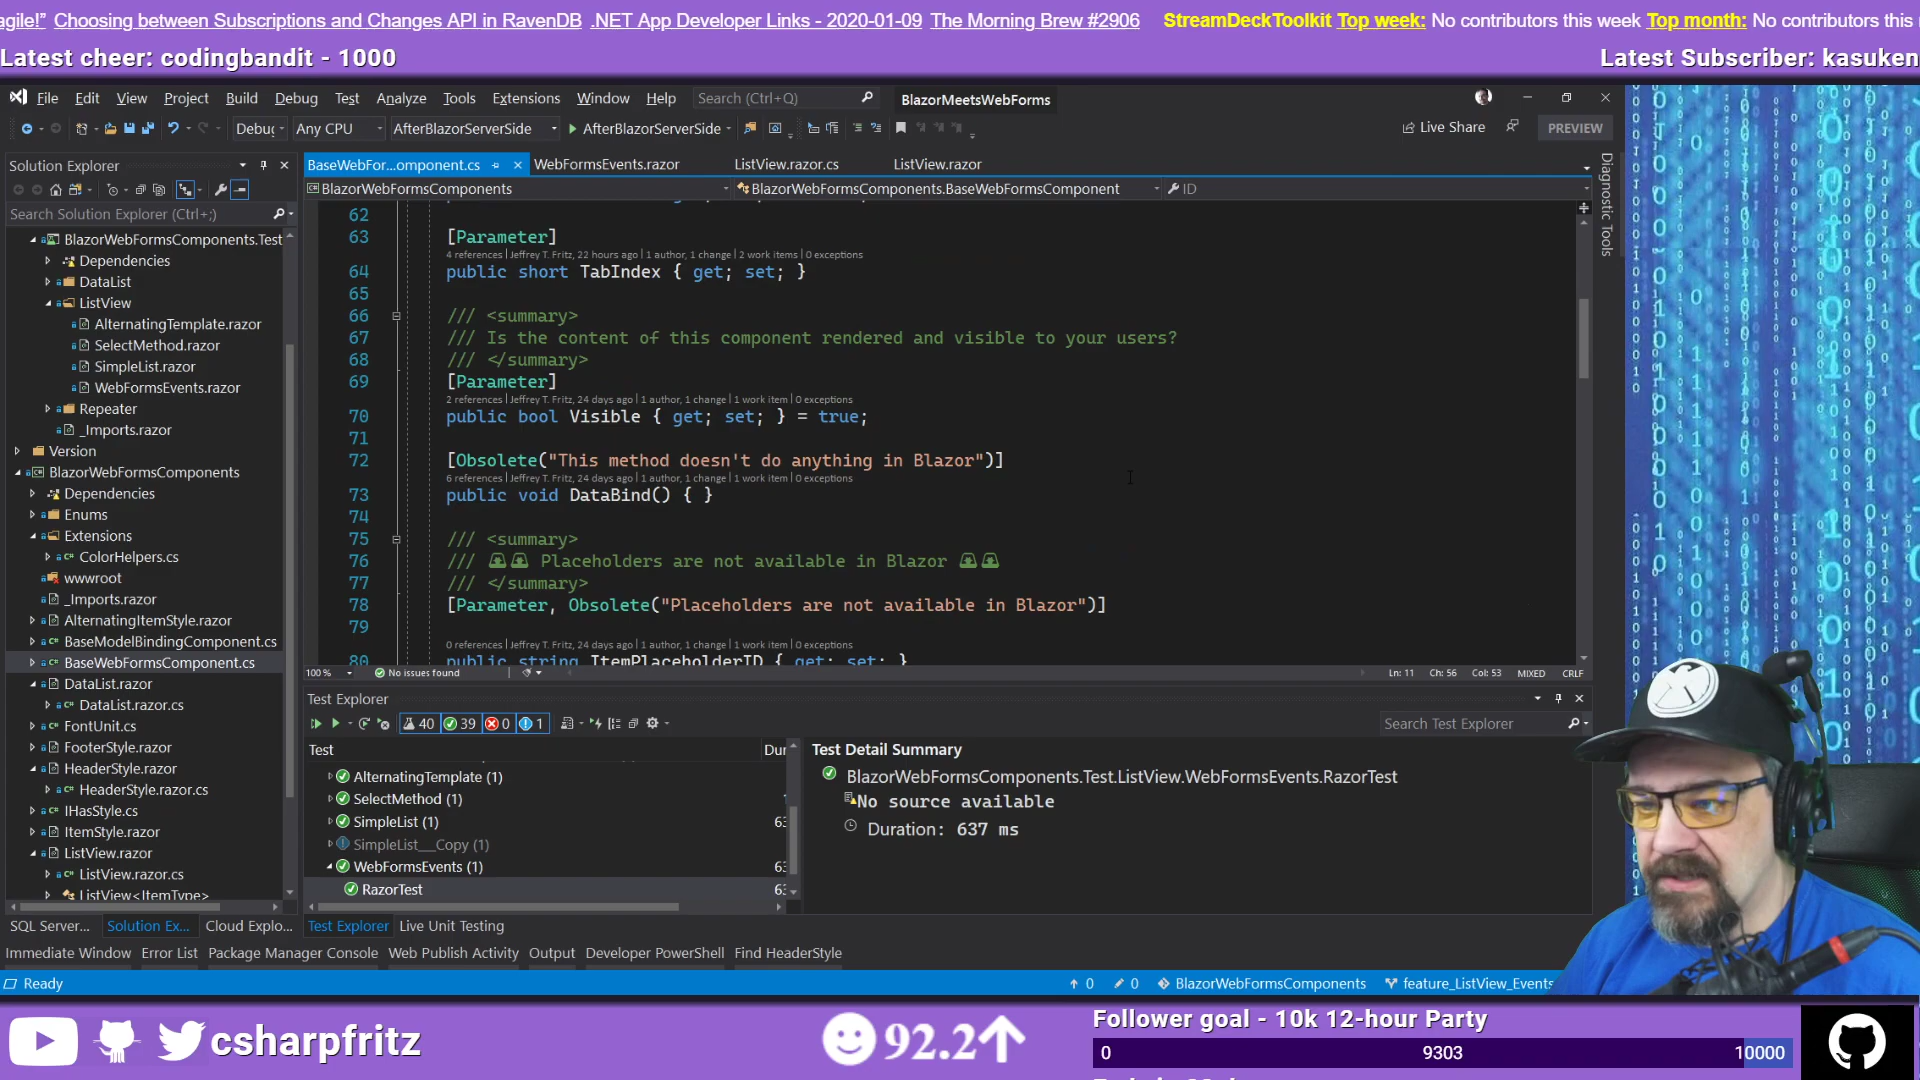 agile!" Choosing between Subscriptions and Changes API in RavenDB .NET App Developer Links - 2020-01-09 The Morning Brew #2906 StreamDeckToolkit Top week: No contributors this week Top month: No contributors this
Latest cheer: codingbandit - 1000
Latest Subscriber: kasuken
File Edit View Project Build Debug Test Analyze Tools Extensions Window Help Search (Ctrl+Q) BlazorMeetsWebForms
Debug Any CPU AfterBlazorServerSide AfterBlazorServerSide Live Share PREVIEW
Solution Explorer
Search Solution Explorer (Ctrl+;)
BlazorWebFormsComponents.Test
Dependencies
DataList
ListView
AlternatingTemplate.razor
SelectMethod.razor
SimpleList.razor
WebFormsEvents.razor
Repeater
_Imports.razor
Version
BlazorWebFormsComponents
Dependencies
Enums
Extensions
ColorHelpers.cs
wwwroot
_Imports.razor
AlternatingItemStyle.razor
BaseModelBindingComponent.cs
BaseWebFormsComponent.cs
DataList.razor
DataList.razor.cs
FontUnit.cs
FooterStyle.razor
HeaderStyle.razor
HeaderStyle.razor.cs
IHasStyle.cs
ItemStyle.razor
ListView.razor
ListView.razor.cs
ListView<ItemType>
SQL Server... Solution Ex... Cloud Explo...
BaseWebFor...omponent.cs WebFormsEvents.razor ListView.razor.cs ListView.razor
BlazorWebFormsComponents BlazorWebFormsComponents.BaseWebFormsComponent ID
Diagnostic Tools
62
63 [Parameter]
4 references | Jeffrey T. Fritz, 22 hours ago | 1 author, 1 change | 2 work items | 0 exceptions
64 public short TabIndex { get; set; }
65
66 /// <summary>
67 /// Is the content of this component rendered and visible to your users?
68 /// </summary>
69 [Parameter]
2 references | Jeffrey T. Fritz, 24 days ago | 1 author, 1 change | 1 work item | 0 exceptions
70 public bool Visible { get; set; } = true;
71
72 [Obsolete("This method doesn't do anything in Blazor")]
6 references | Jeffrey T. Fritz, 24 days ago | 1 author, 1 change | 1 work item | 0 exceptions
73 public void DataBind() { }
74
75 /// <summary>
76 /// Placeholders are not available in Blazor
77 /// </summary>
78 [Parameter, Obsolete("Placeholders are not available in Blazor")]
79
0 references | Jeffrey T. Fritz, 24 days ago | 1 author, 1 change | 1 work item | 0 exceptions
80 public string ItemPlaceholderID { get; set; }
100% No issues found Ln: 11 Ch: 56 Col: 53 MIXED CRLF
Test Explorer
40 39 0 1 Search Test Explorer
Test Dur
AlternatingTemplate (1)
SelectMethod (1)
SimpleList (1) 63
SimpleList__Copy (1)
WebFormsEvents (1) 63
RazorTest 63
Test Detail Summary
BlazorWebFormsComponents.Test.ListView.WebFormsEvents.RazorTest
No source available
Duration: 637 ms
Test Explorer Live Unit Testing
Immediate Window Error List Package Manager Console Web Publish Activity Output Developer PowerShell Find HeaderStyle
Ready 0 0 BlazorWebFormsComponents feature_ListView_Events
csharpfritz
92.2
Follower goal - 10k 12-hour Party
0 9303 10000